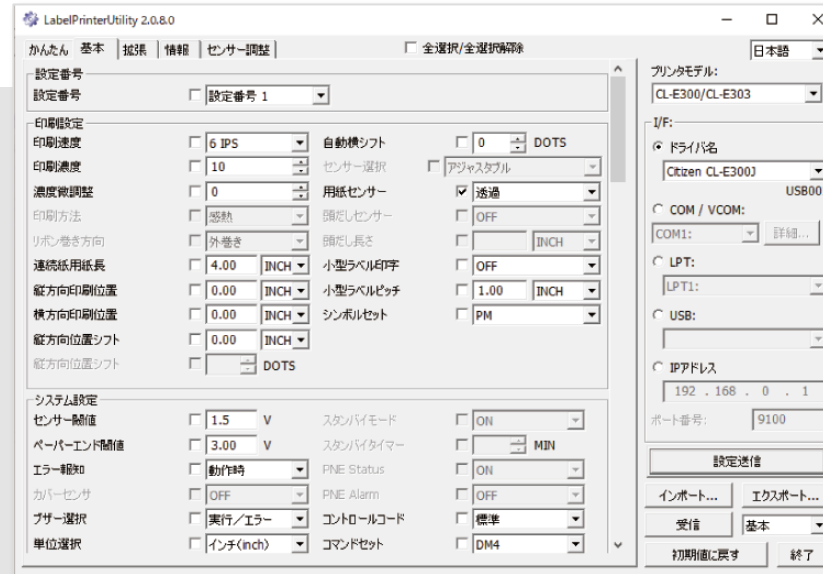 LabelPrinterUtility 2.0.8.0
かんたん 基本 拡張 情報 センサー調整 全選択/全選択解除 日本語
設定番号
設定番号 設定番号 1
印刷設定
印刷速度 6 IPS 自動横シフト 0 DOTS
印刷濃度 10 センサー選択 アジャスタブル
濃度微調整 0 用紙センサー 透過
印刷方法 感熱 頭だしセンサー OFF
リボン巻き方向 外巻き 頭だし長さ INCH
連続紙用紙長 4.00 INCH 小型ラベル印字 OFF
縦方向印刷位置 0.00 INCH 小型ラベルピッチ 1.00 INCH
横方向印刷位置 0.00 INCH シンボルセット PM
縦方向位置シフト 0.00 INCH
縦方向位置シフト DOTS
システム設定
センサー閾値 1.5 V スタンバイモード ON
ペーパーエンド閾値 3.00 V スタンバイタイマー MIN
エラー報知 動作時 PNE Status ON
カバーセンサ OFF PNE Alarm OFF
ブザー選択 実行/エラー コントロールコード 標準
単位選択 インチ(inch) コマンドセット DM4
プリンタモデル:
CL-E300/CL-E303
I/F:
ドライバ名
Citizen CL-E300J
USB00
COM / VCOM:
COM1: 詳細...
LPT:
LPT1:
USB:
IPアドレス
192 . 168 . 0 . 1
ポート番号: 9100
設定送信
インポート... エクスポート...
受信 基本
初期値に戻す 終了